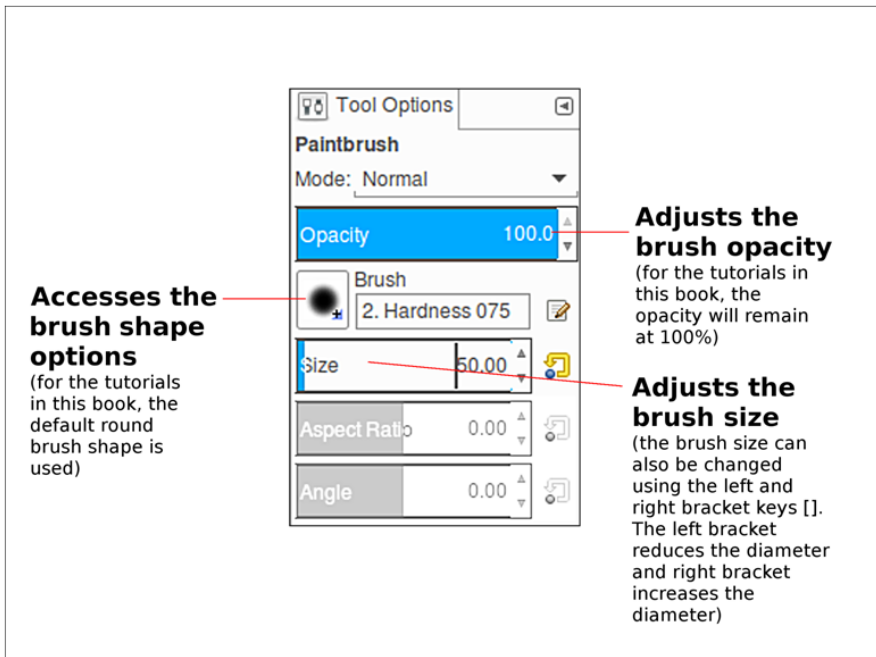 Tool Options
Paintbrush
Mode: Normal
Opacity 100.0
Brush
2. Hardness 075
Size 50.00
Aspect Ratio 0.00
Angle 0.00
Accesses the
brush shape
options
(for the tutorials
in this book, the
default round
brush shape is
used)
Adjusts the
brush opacity
(for the tutorials in
this book, the
opacity will remain
at 100%)
Adjusts the
brush size
(the brush size can
also be changed
using the left and
right bracket keys [].
The left bracket
reduces the diameter
and right bracket
increases the
diameter)